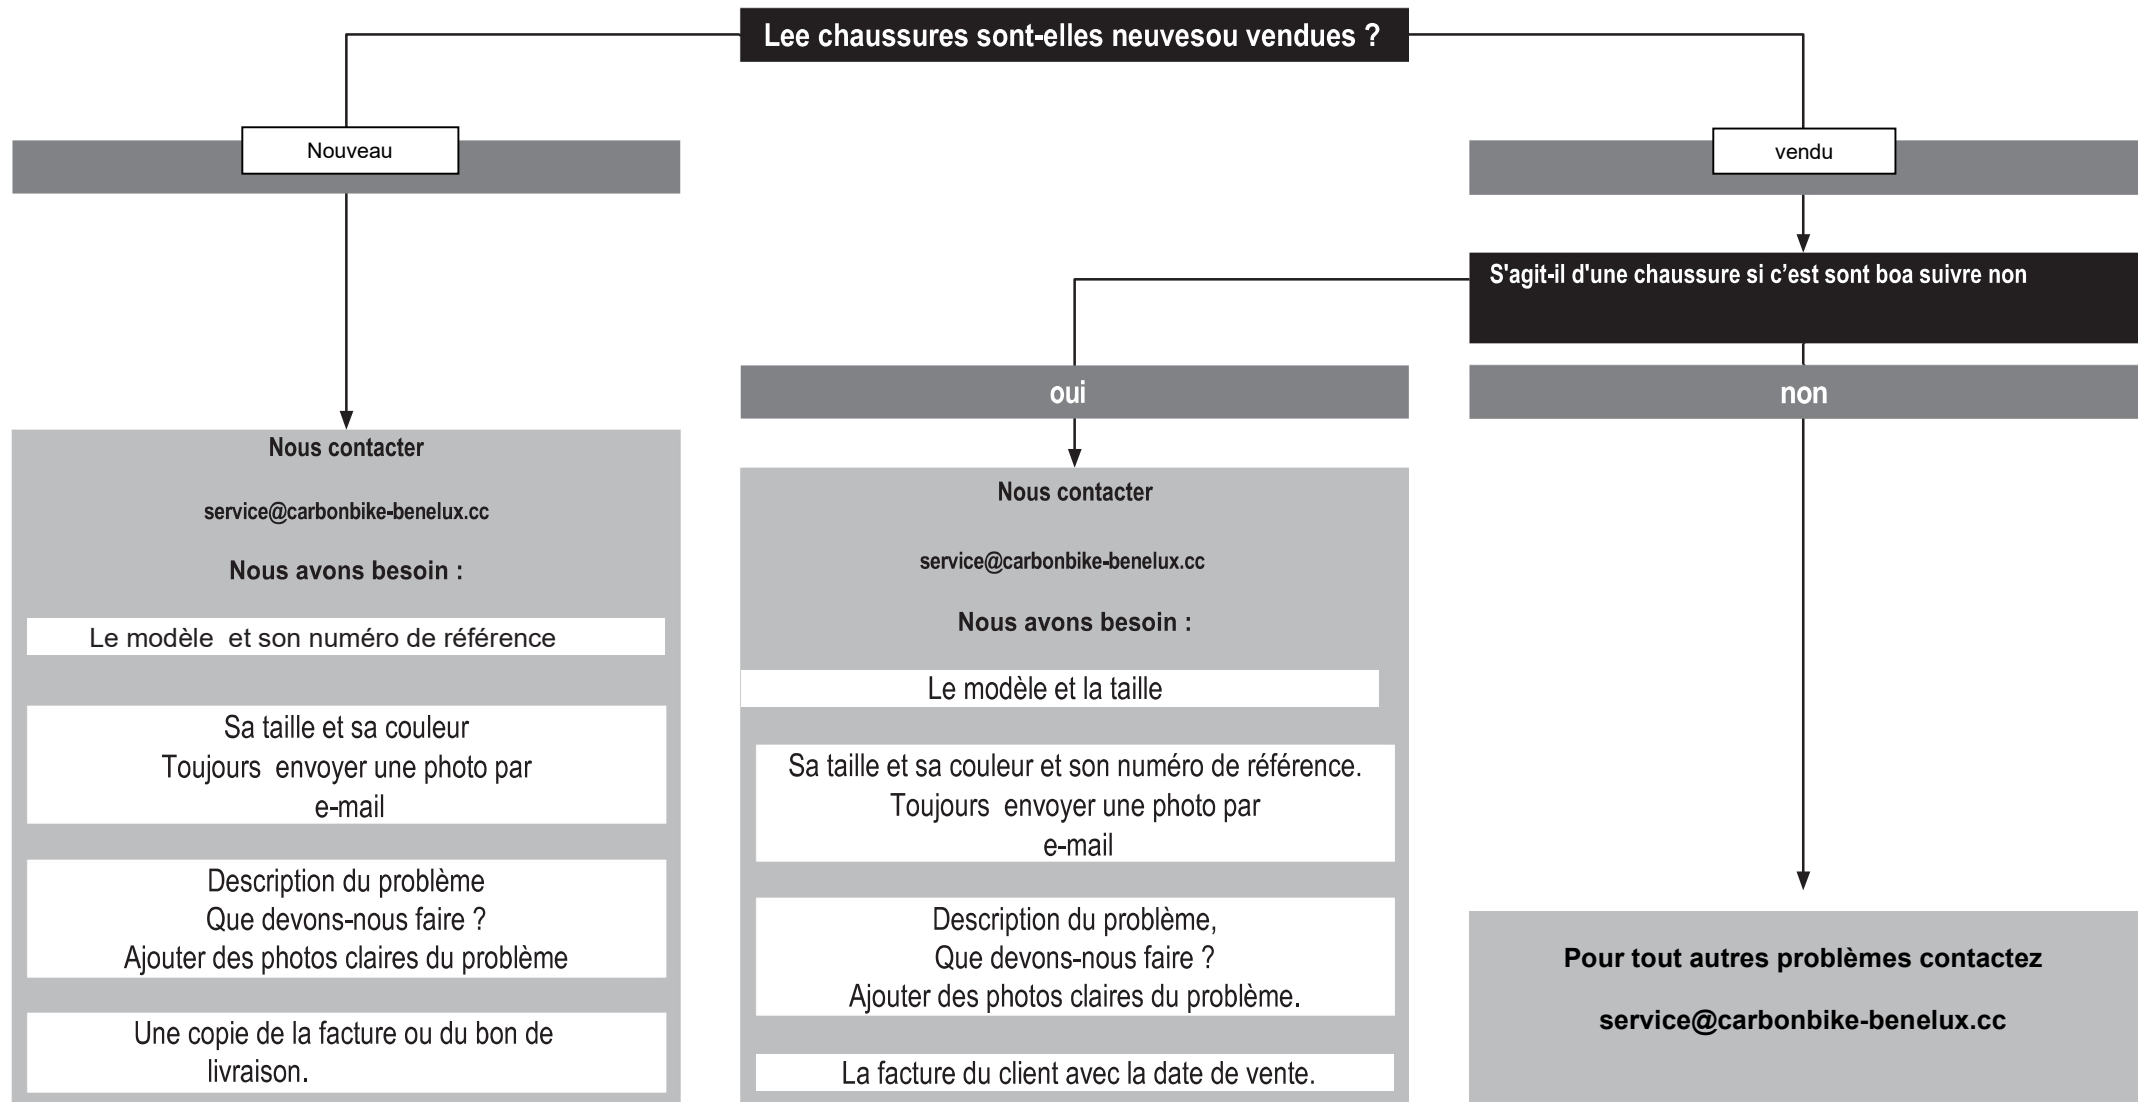 Lee chaussures sont-elles neuvesou vendues ?
Nouveau
vendu
S'agit-il d'une chaussure si c’est sont boa suivre non
oui
non
Nous contacter
service@carbonbike-benelux.cc
Nous avons besoin :
Le modèle  et son numéro de référence
Sa taille et sa couleur
Toujours  envoyer une photo par
e-mail
Description du problème
Que devons-nous faire ?
Ajouter des photos claires du problème
Une copie de la facture ou du bon de
livraison.
Nous contacter
service@carbonbike-benelux.cc
Nous avons besoin :
Le modèle et la taille
Sa taille et sa couleur et son numéro de référence.
Toujours  envoyer une photo par
e-mail
Description du problème,
Que devons-nous faire ?
Ajouter des photos claires du problème.
La facture du client avec la date de vente.
Pour tout autres problèmes contactez
service@carbonbike-benelux.cc